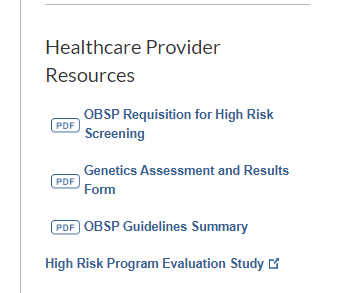 Healthcare Provider
Resources
PDF OBSP Requisition for High Risk
Screening
PDF Genetics Assessment and Results
Form
PDF OBSP Guidelines Summary
High Risk Program Evaluation Study